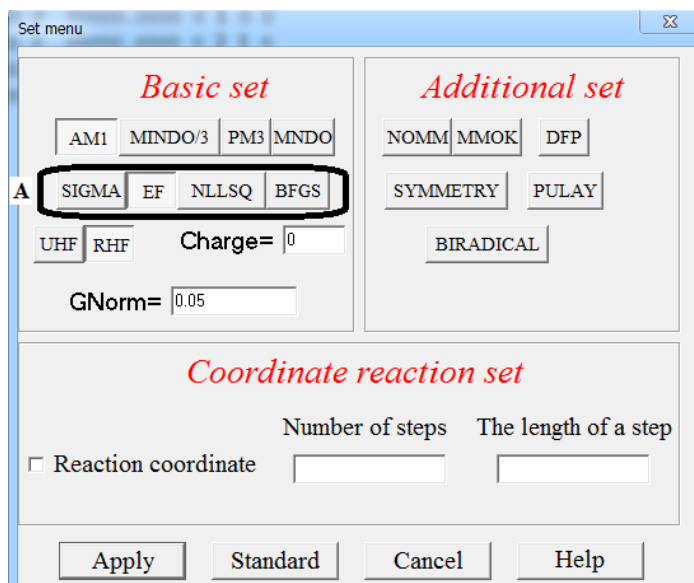 Set menu
Basic set
AM1 MINDO/3 PM3 MNDO
A SIGMA EF NLLSQ BFGS
UHF RHF Charge= 0
GNorm= 0.05
Additional set
NOMM MMOK DFP
SYMMETRY PULAY
BIRADICAL
Coordinate reaction set
Number of steps The length of a step
Reaction coordinate
Apply Standard Cancel Help